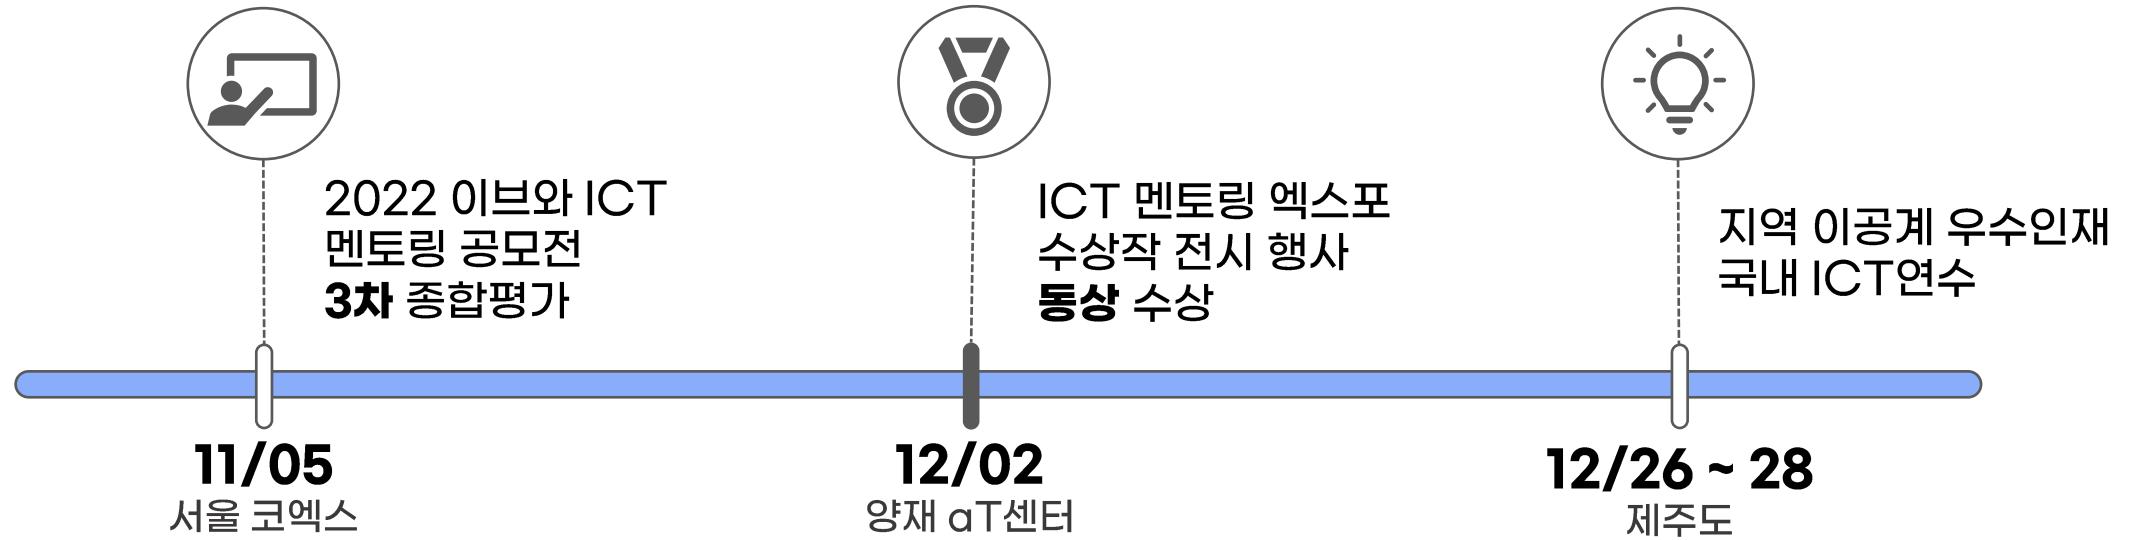 2022 이브와 ICT
멘토링 공모전
3차 종합평가
ICT 멘토링 엑스포
수상작 전시 행사
동상 수상
지역 이공계 우수인재
국내 ICT연수
11/05
서울 코엑스
12/02
양재 aT센터
12/26 ~ 28
제주도